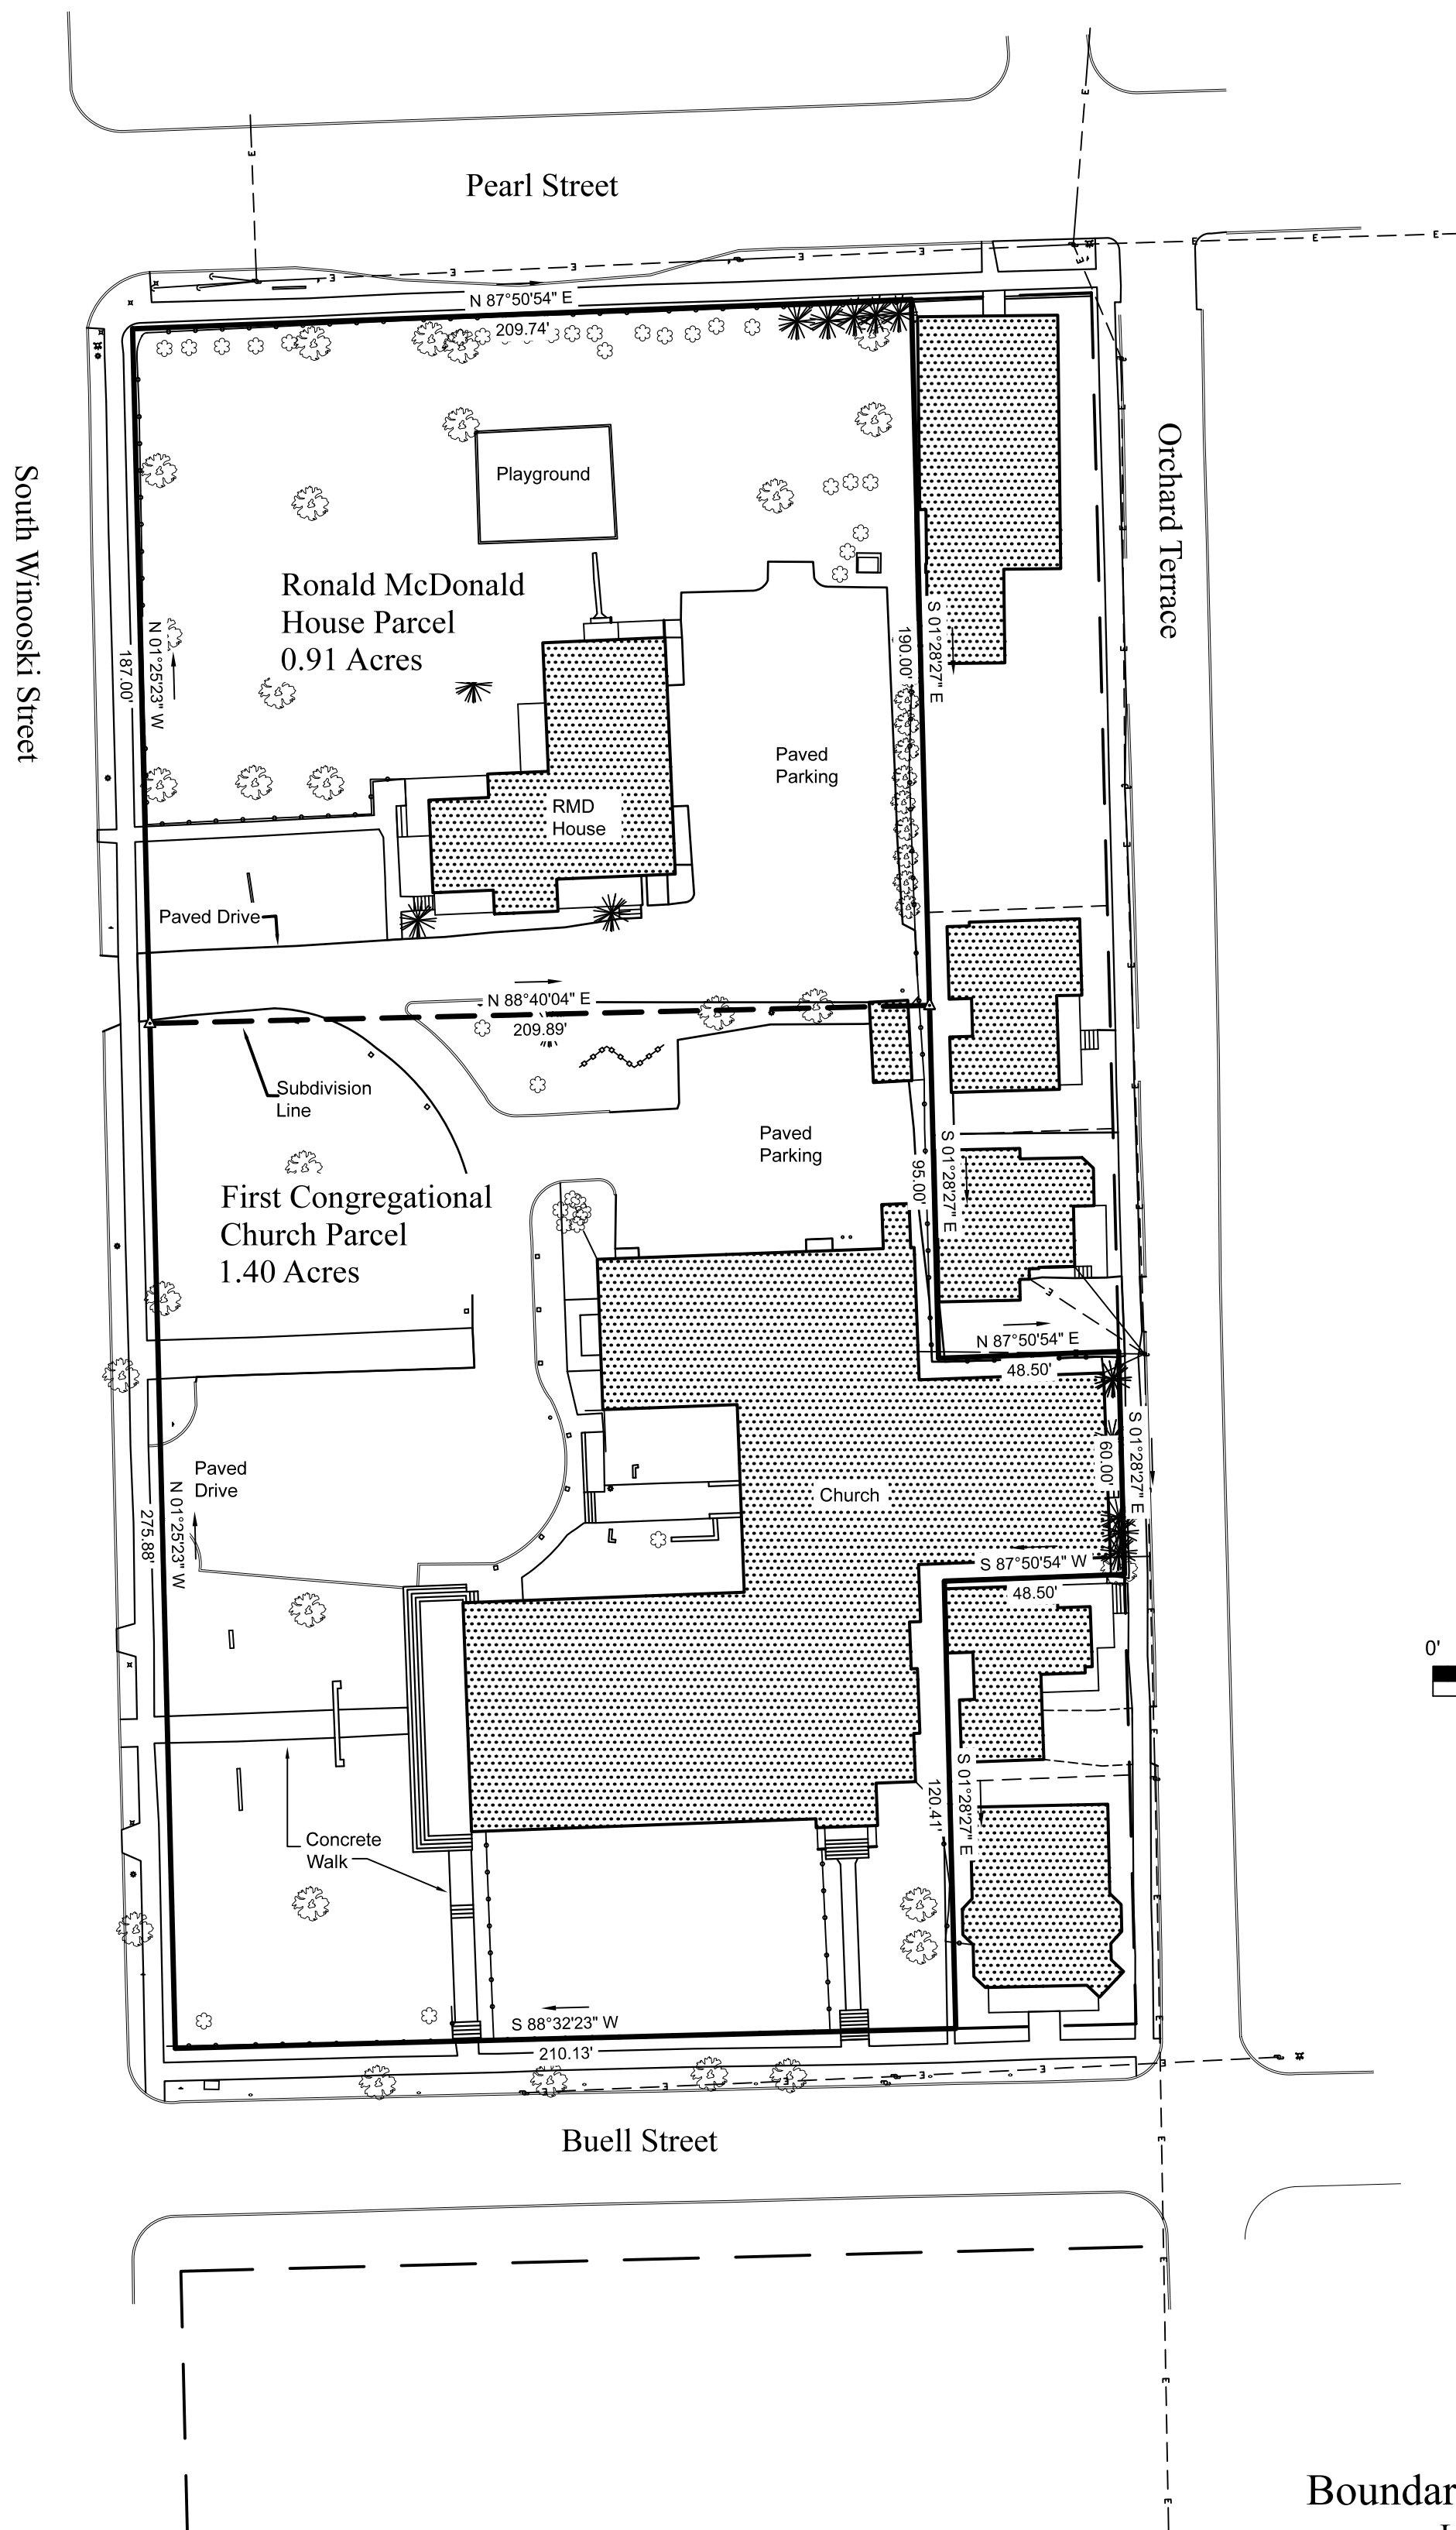 Pearl Street
N 87°50'54" E
209.74'
South Winooski Street
Orchard Terrace
Playground
Ronald McDonald
House Parcel
0.91 Acres
187.00'
N 01°25'23" W
190.00'
S 01°28'27" E
Paved
Parking
RMD
House
Paved Drive
N 88°40'04" E
209.89'
Subdivision
Line
Paved
Parking
95.00'
S 01°28'27" E
First Congregational
Church Parcel
1.40 Acres
N 87°50'54" E
48.50'
60.00'
S 01°28'27" E
Paved
Drive
275.88'
N 01°25'23" W
Church
S 87°50'54" W
48.50'
0'
120.41'
S 01°28'27" E
Concrete
Walk
S 88°32'23" W
210.13'
Buell Street
Boundar